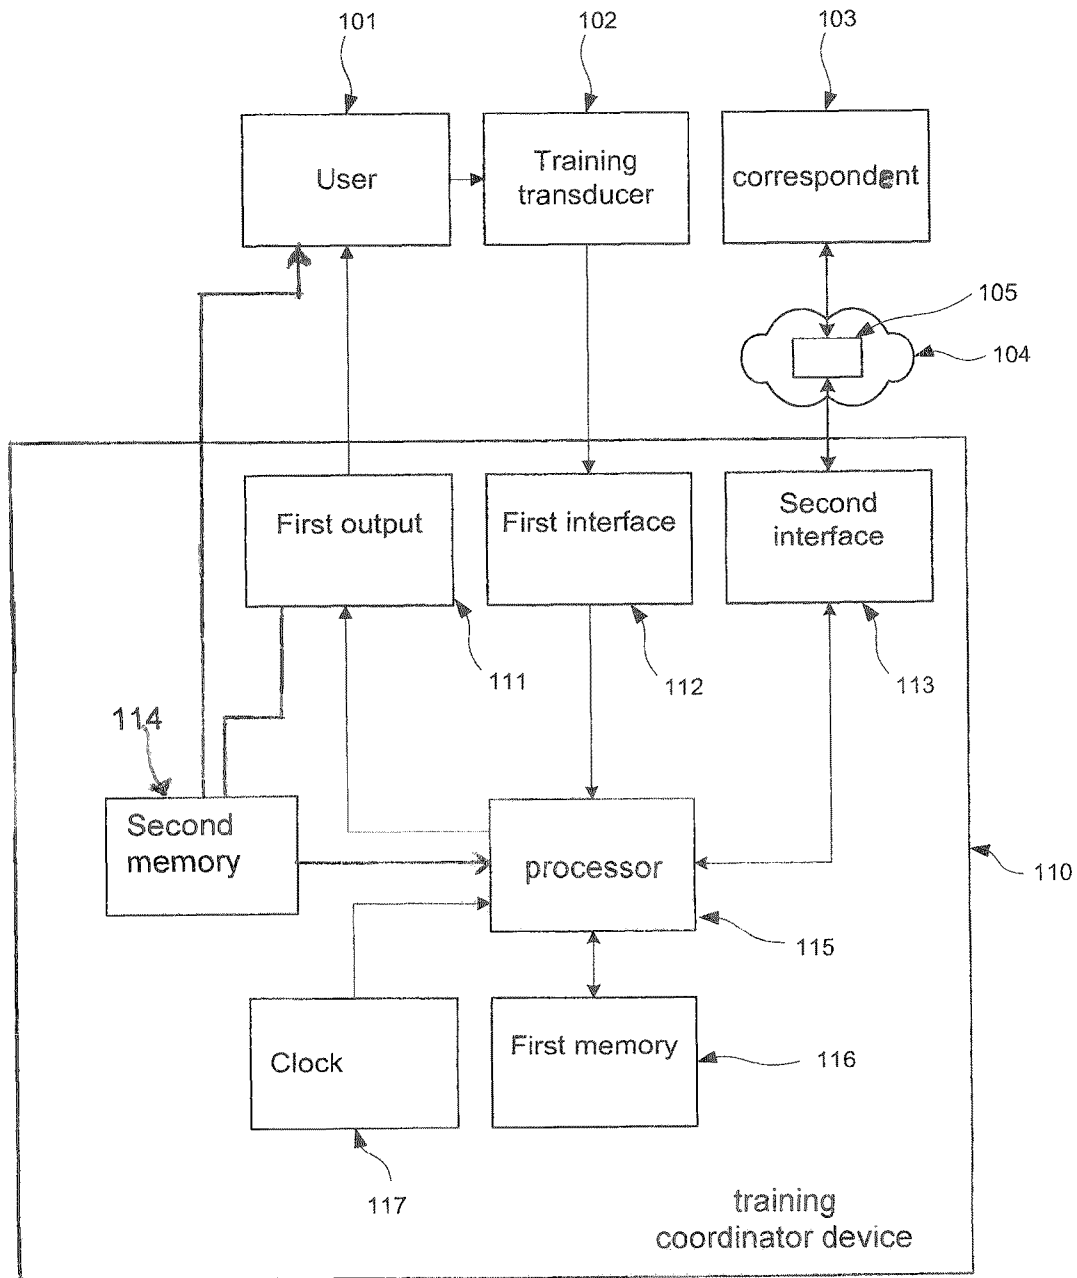 101
102
103
User
Training
transducer
correspondent
105
104
First output
First interface
Second
interface
111
112
113
114
Second
memory
processor
110
115
Clock
First memory
116
117
training
coordinator device